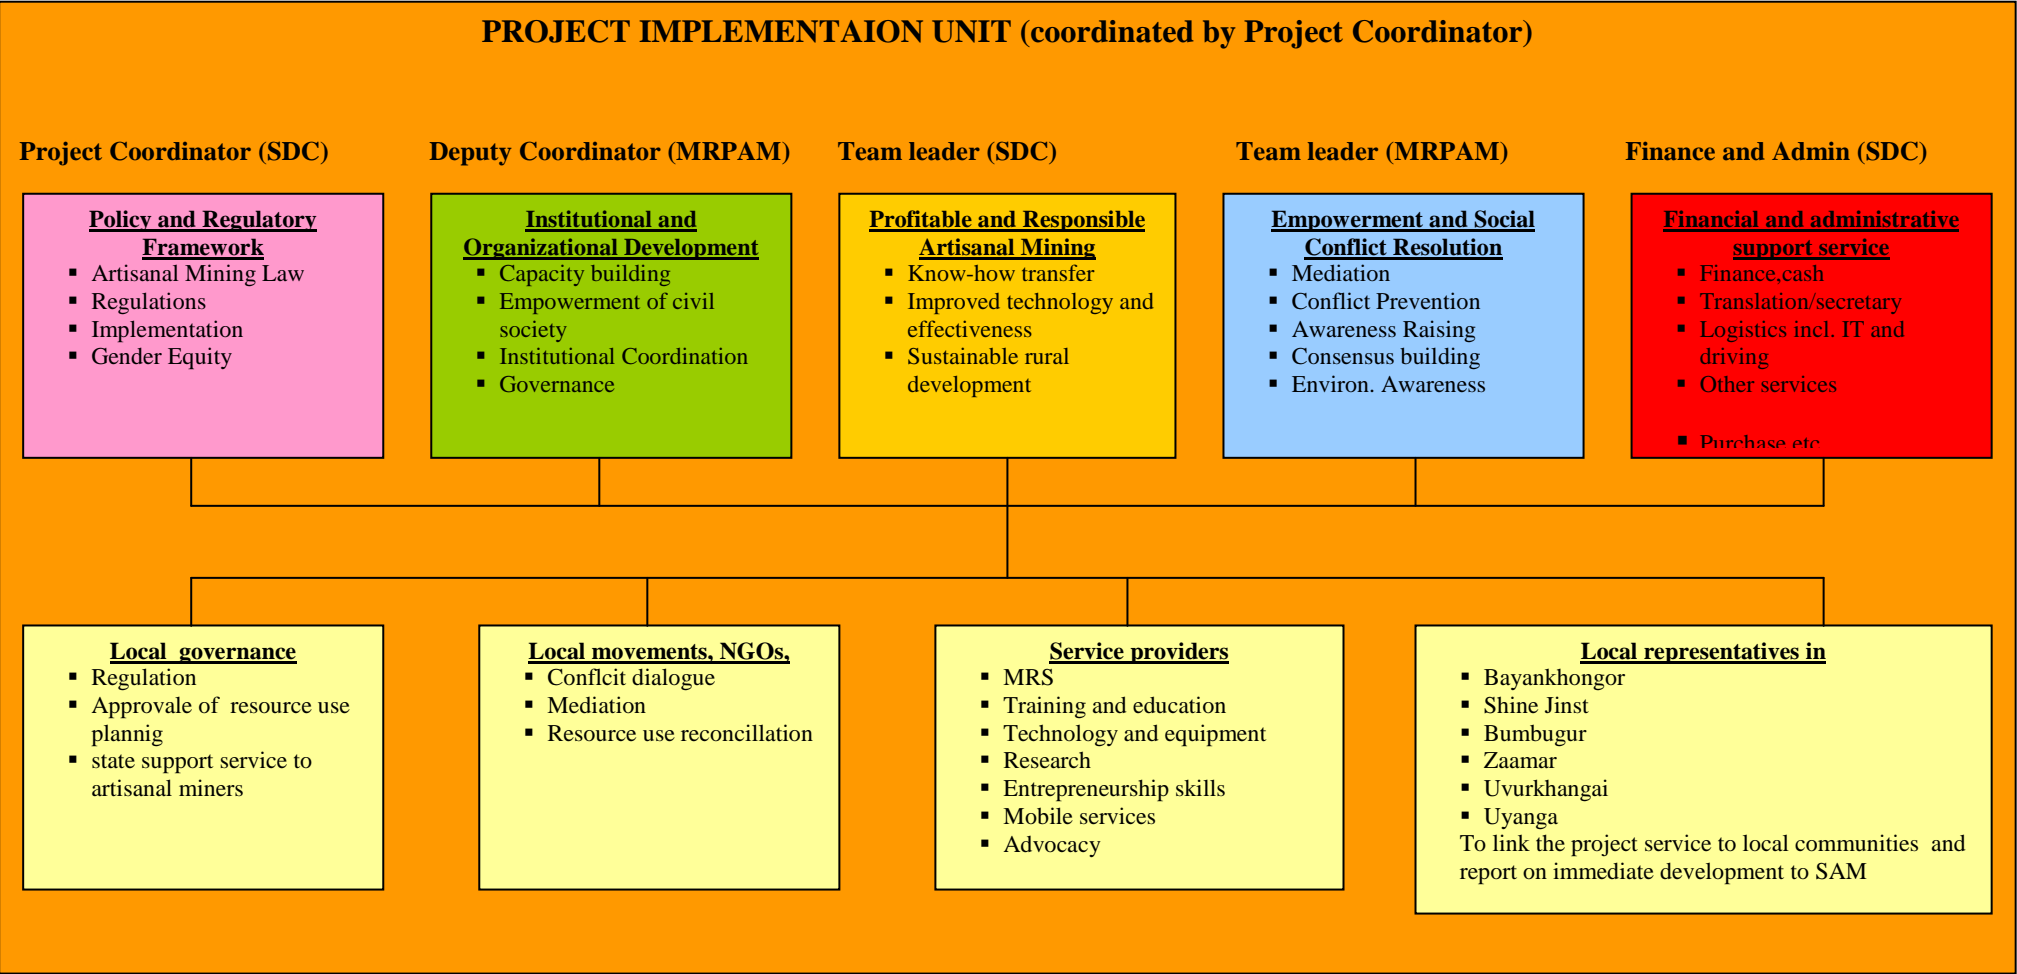 PROJECT IMPLEMENTAION UNIT (coordinated by Project Coordinator)
Project Coordinator (SDC)
Deputy Coordinator (MRPAM)
Team leader (SDC)
Team leader (MRPAM)
Finance and Admin (SDC)
Policy and Regulatory
Framework
▪ Artisanal Mining Law
▪ Regulations
▪ Implementation
▪ Gender Equity
Institutional and
Organizational Development
▪ Capacity building
▪ Empowerment of civil
society
▪ Institutional Coordination
▪ Governance
Profitable and Responsible
Artisanal Mining
▪ Know-how transfer
▪ Improved technology and
effectiveness
▪ Sustainable rural
development
Empowerment and Social
Conflict Resolution
▪ Mediation
▪ Conflict Prevention
▪ Awareness Raising
▪ Consensus building
▪ Environ. Awareness
Financial and administrative
support service
▪ Finance,cash
▪ Translation/secretary
▪ Logistics incl. IT and
driving
▪ Other services
▪ Purchase etc
Local  governance
▪ Regulation
▪ Approvale of  resource use
plannig
▪ state support service to
artisanal miners
Local movements, NGOs,
▪ Conflcit dialogue
▪ Mediation
▪ Resource use reconcillation
Service providers
▪ MRS
▪ Training and education
▪ Technology and equipment
▪ Research
▪ Entrepreneurship skills
▪ Mobile services
▪ Advocacy
Local representatives in
▪ Bayankhongor
▪ Shine Jinst
▪ Bumbugur
▪ Zaamar
▪ Uvurkhangai
▪ Uyanga
To link the project service to local communities  and
report on immediate development to SAM